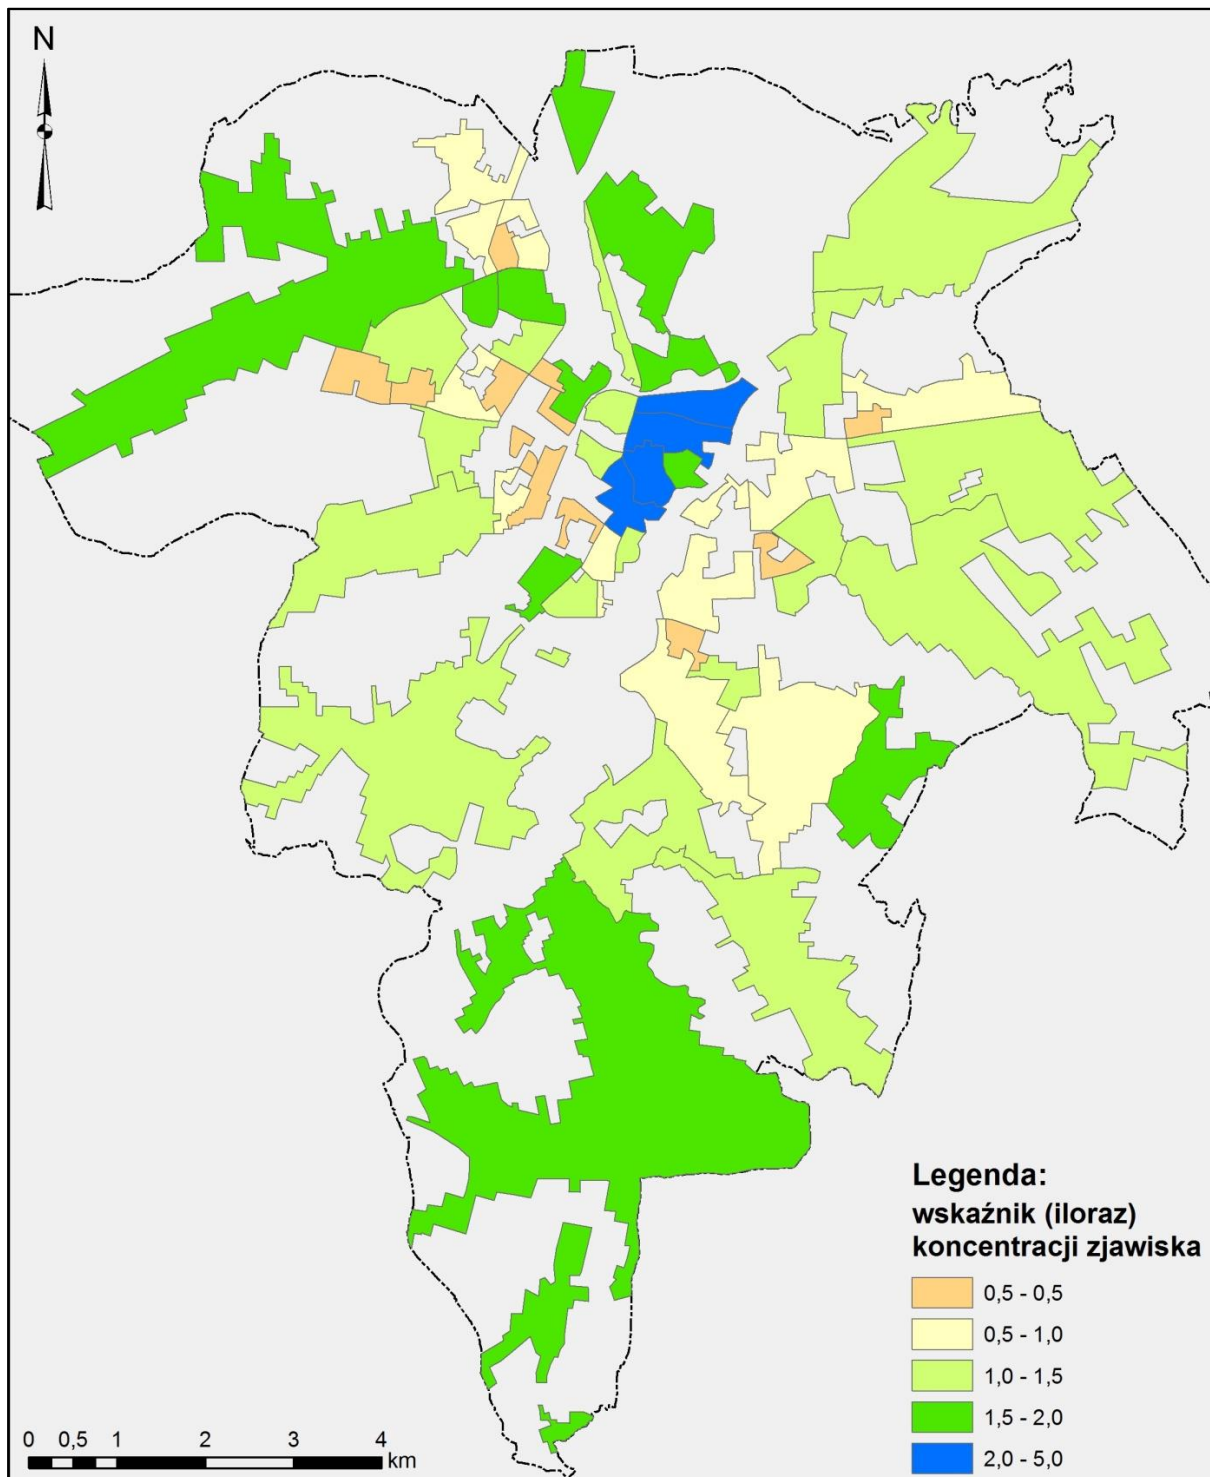 N
Legenda:
wskaźnik (iloraz)
koncentracji zjawiska
0,5 - 0,5
0,5 - 1,0
1,0 - 1,5
1,5 - 2,0
2,0 - 5,0
0 0,5 1 2 3 4
km